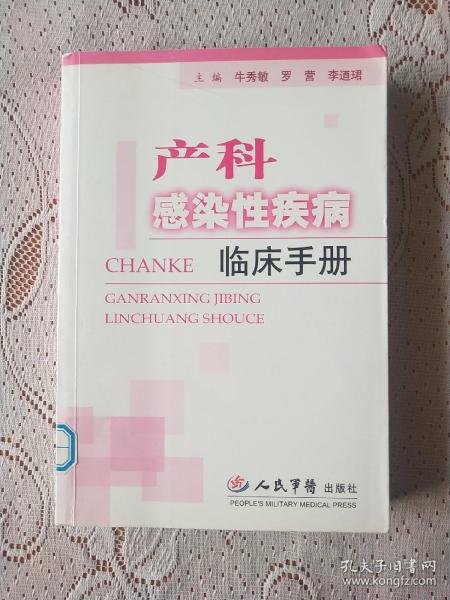 主编 牛秀敏 罗 营 李逎珺
产科
感染性疾病
CHANKE 临床手册
GANRANXING JIBING
LINCHUANG SHOUCE
人民军醫 出版社
PEOPLE'S MILITARY MEDICAL PRESS
孔夫子旧书网
www.kongfz.com